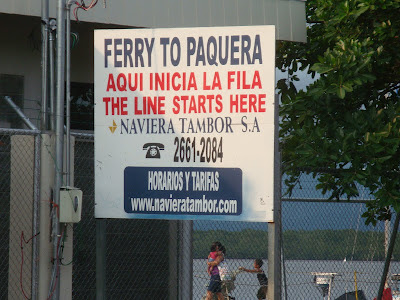 FERRY TO PAQUERA
AQUI INICIA LA FILA
THE LINE STARTS HERE
NAVIERA TAMBOR S.A
2661-2084
HORARIOS Y TARIFAS
www.navieratambor.com